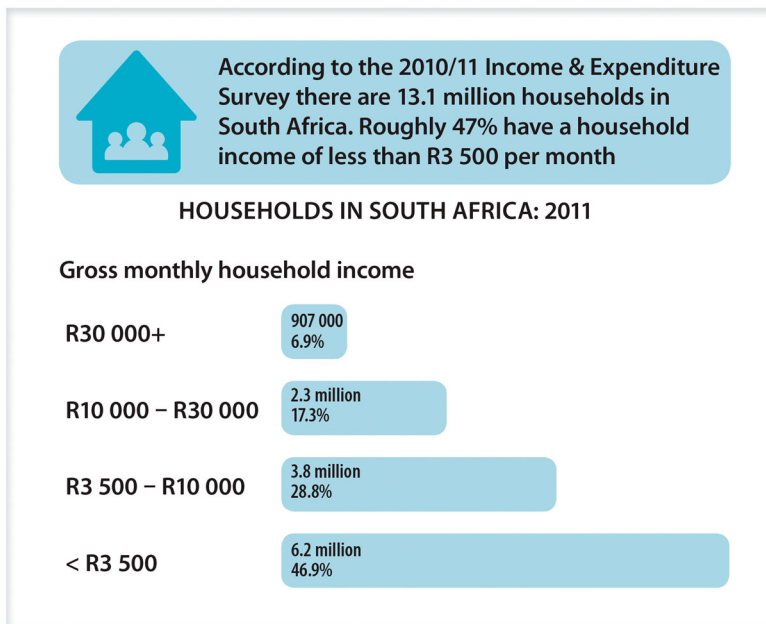 According to the 2010/11 Income & Expenditure
Survey there are 13.1 million households in
South Africa. Roughly 47% have a household
income of less than R3 500 per month
HOUSEHOLDS IN SOUTH AFRICA: 2011
Gross monthly household income
R30 000+
907 000
6.9%
R10 000 – R30 000
2.3 million
17.3%
R3 500 – R10 000
3.8 million
28.8%
< R3 500
6.2 million
46.9%